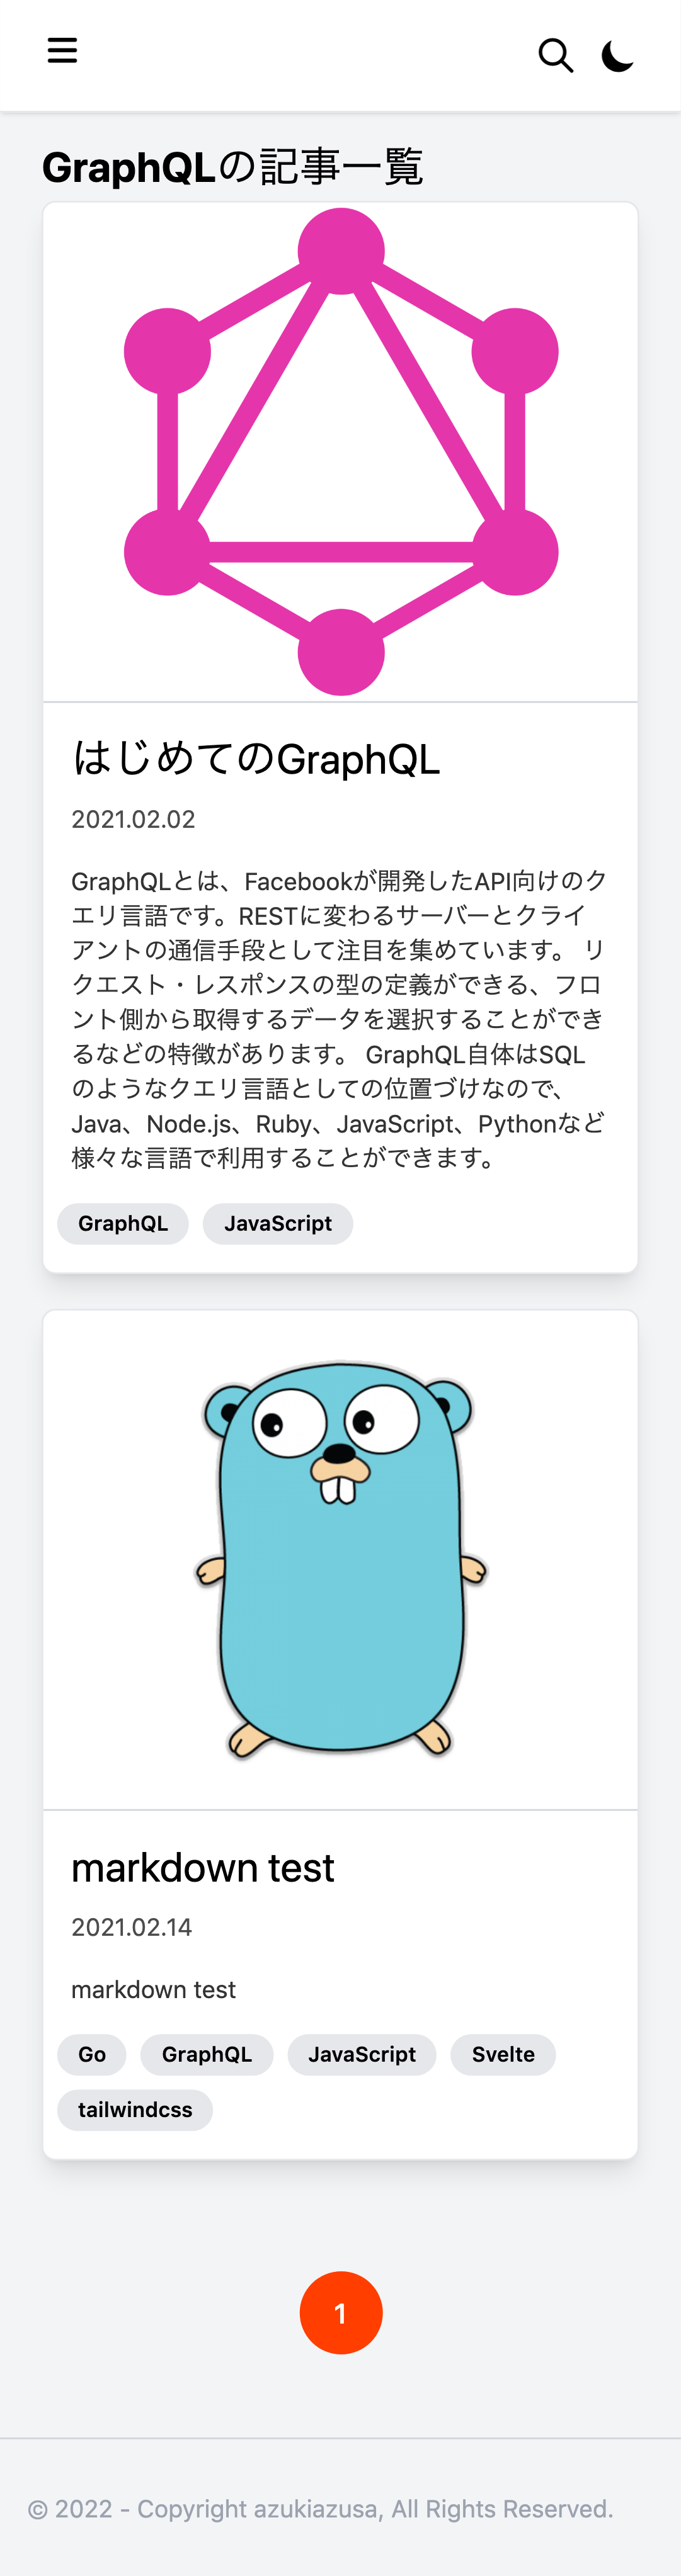 GraphQLの記事一覧
はじめてのGraphQL
2021.02.02
GraphQLとは、Facebookが開発したAPI向けのク
エリ言語です。RESTに変わるサーバーとクライ
アントの通信手段として注目を集めています。 リ
クエスト・レスポンスの型の定義ができる、フロ
ント側から取得するデータを選択することができ
るなどの特徴があります。 GraphQL自体はSQL
のようなクエリ言語としての位置づけなので、
Java、Node.js、Ruby、JavaScript、Pythonなど
様々な言語で利用することができます。
GraphQL JavaScript
markdown test
2021.02.14
markdown test
Go GraphQL JavaScript Svelte
tailwindcss
1
© 2022 - Copyright azukiazusa, All Rights Reserved.